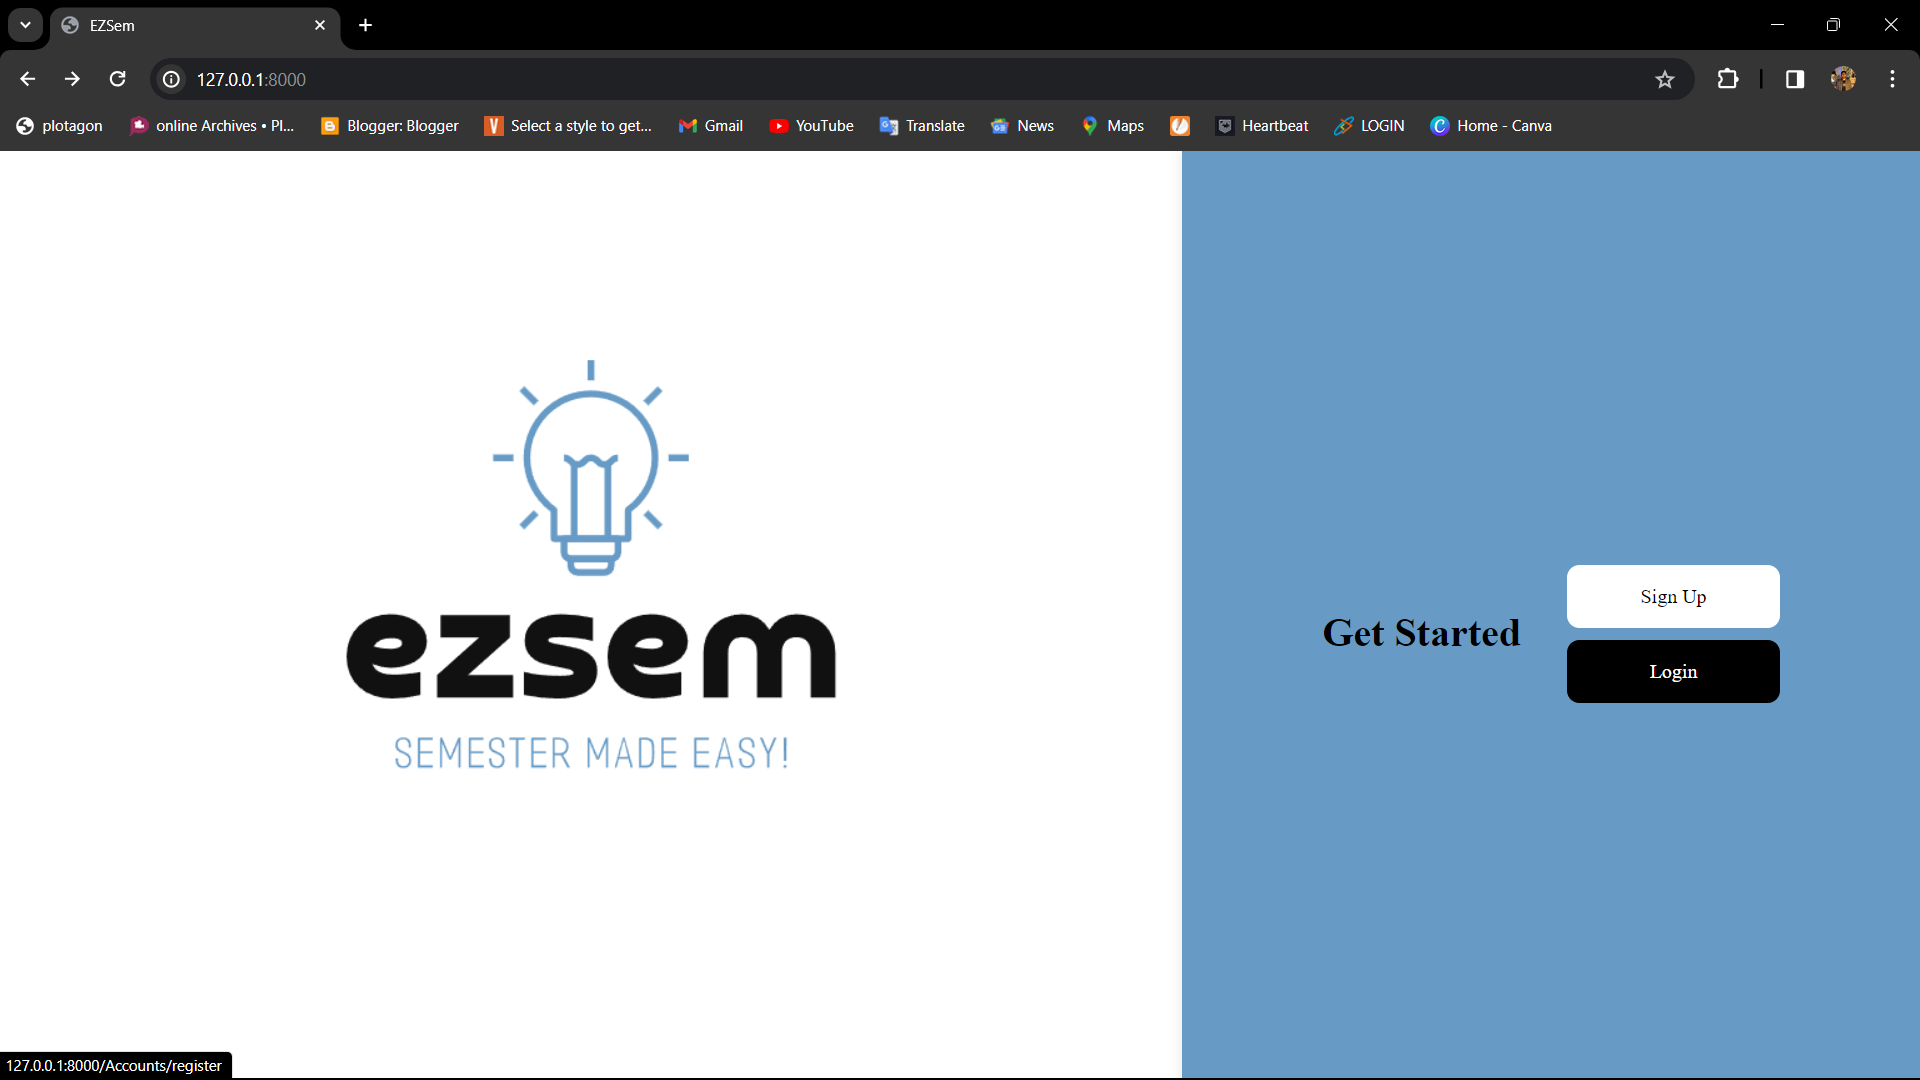 EZSem
127.0.0.1:8000
plotagon
online Archives • Pl...
Blogger: Blogger
Select a style to get...
Gmail
YouTube
Translate
News
Maps
Heartbeat
LOGIN
Home - Canva
ezsem
SEMESTER MADE EASY!
Get Started
Sign Up
Login
127.0.0.1:8000/Accounts/register